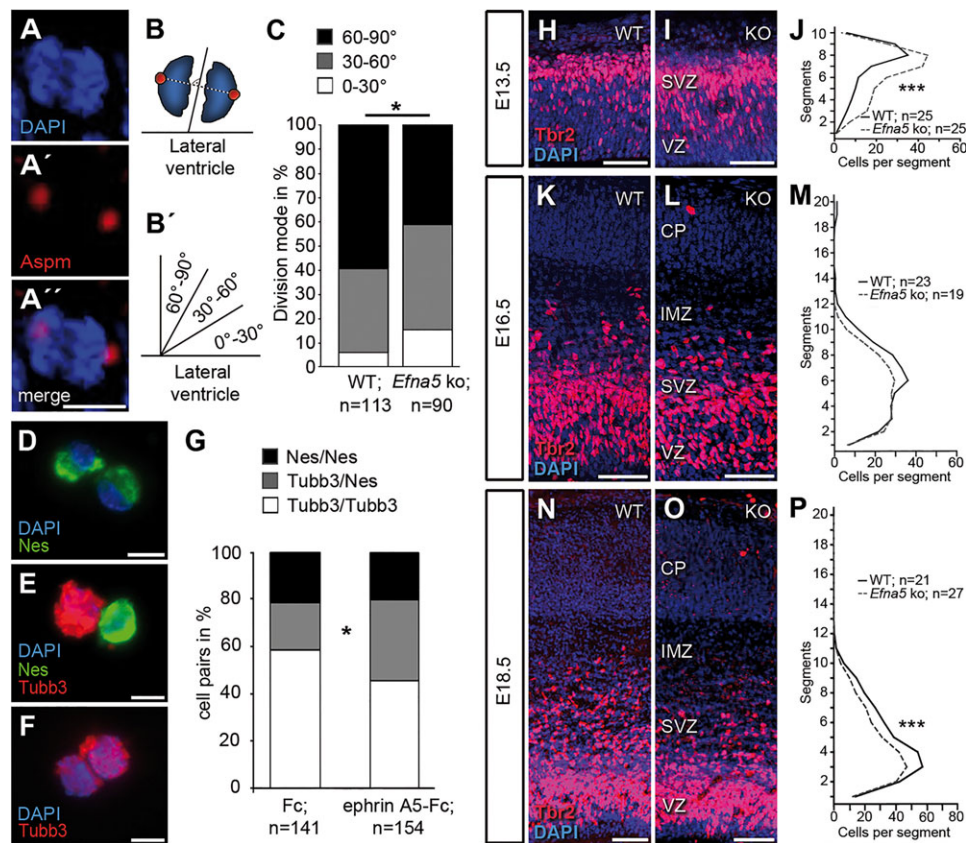 A
DAPI
A´
Aspm
A´´
merge
B
Lateral
ventricle
B´
60°-90°
30°-60°
0°-30°
Lateral
ventricle
C
60-90°
30-60°
0-30°
*
Division mode in %
100
90
80
70
60
50
40
30
20
10
0
WT;
n=113
Efna5 ko;
n=90
D
DAPI
Nes
E
DAPI
Nes
Tubb3
F
DAPI
Tubb3
G
Nes/Nes
Tubb3/Nes
Tubb3/Tubb3
cell pairs in %
100
80
60
40
20
0
*
Fc;
n=141
ephrin A5-Fc;
n=154
E13.5
H
WT
Tbr2
DAPI
I
KO
SVZ
VZ
J
Segments
10
8
6
4
2
***
WT; n=25
Efna5 ko; n=25
0 20 40 60
Cells per segment
E16.5
K
WT
Tbr2
DAPI
L
KO
CP
IMZ
SVZ
VZ
M
Segments
20
18
16
14
12
10
8
6
4
2
WT; n=23
Efna5 ko; n=19
0 20 40 60 80
Cells per segment
E18.5
N
WT
Tbr2
DAPI
O
KO
CP
IMZ
SVZ
VZ
P
Segments
20
18
16
14
12
10
8
6
4
2
WT; n=21
Efna5 ko; n=27
***
0 20 40 60 80
Cells per segment